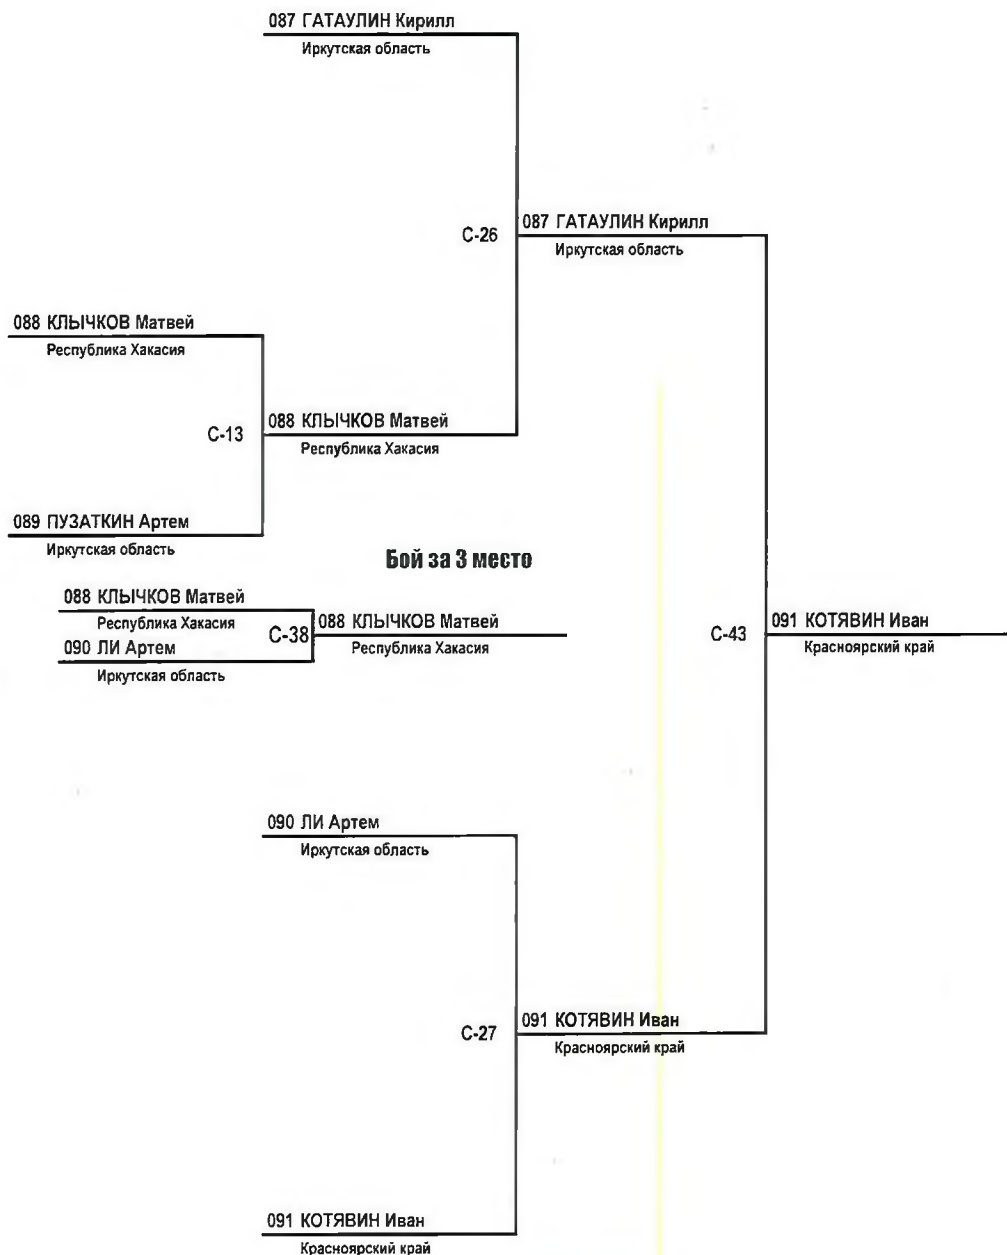 087 ГАТАУЛИН Кирилл
Иркутская область
С-26
087 ГАТАУЛИН Кирилл
Иркутская область
088 КЛЫЧКОВ Матвей
Республика Хакасия
С-13
088 КЛЫЧКОВ Матвей
Республика Хакасия
089 ПУЗАТКИН Артем
Иркутская область
Бой за 3 место
088 КЛЫЧКОВ Матвей
Республика Хакасия
090 ЛИ Артем
Иркутская область
С-38
088 КЛЫЧКОВ Матвей
Республика Хакасия
С-43
091 КОТЯВИН Иван
Красноярский край
090 ЛИ Артем
Иркутская область
С-27
091 КОТЯВИН Иван
Красноярский край
091 КОТЯВИН Иван
Красноярский край